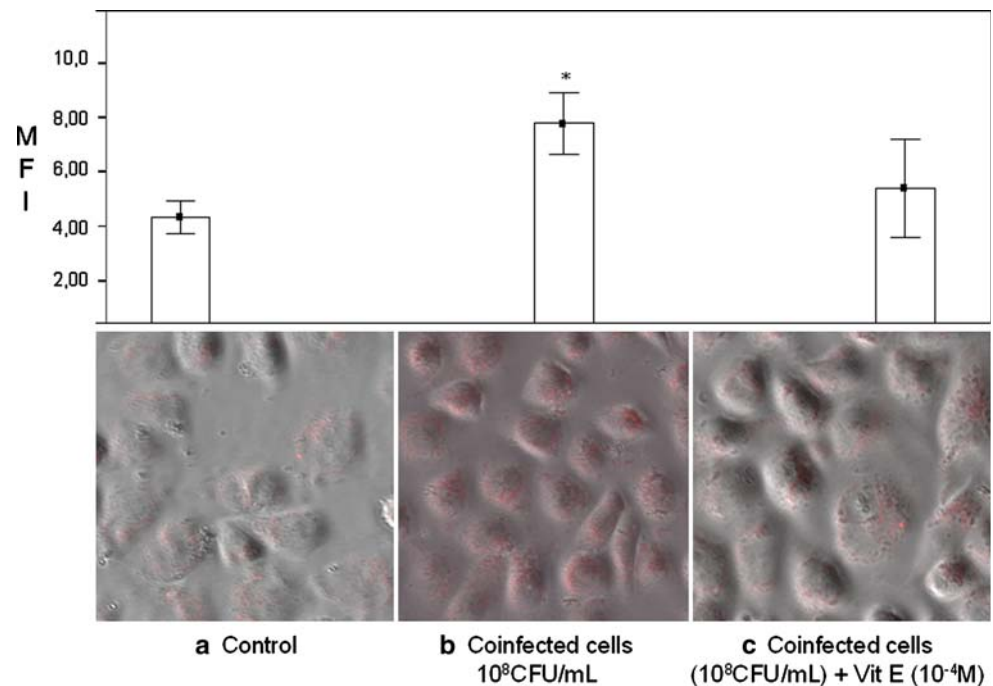 10,0
8,00
6,00
4,00
2,00
M
F
I
*
a Control
b Coinfected cells
10⁸CFU/mL
c Coinfected cells
(10⁸CFU/mL) + Vit E (10⁻⁴M)